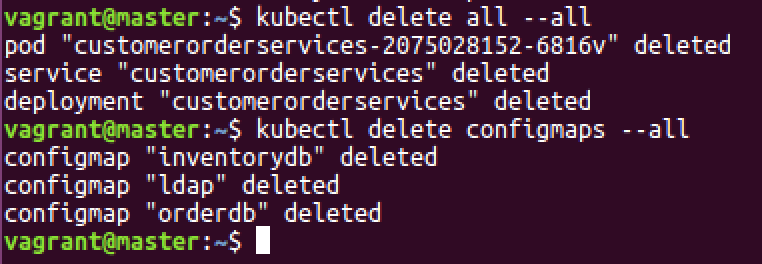 vagrant@master:~$ kubectl delete all --all
pod "customerorderservices-2075028152-6816v" deleted
service "customerorderservices" deleted
deployment "customerorderservices" deleted
vagrant@master:~$ kubectl delete configmaps --all
configmap "inventorydb" deleted
configmap "ldap" deleted
configmap "orderdb" deleted
vagrant@master:~$